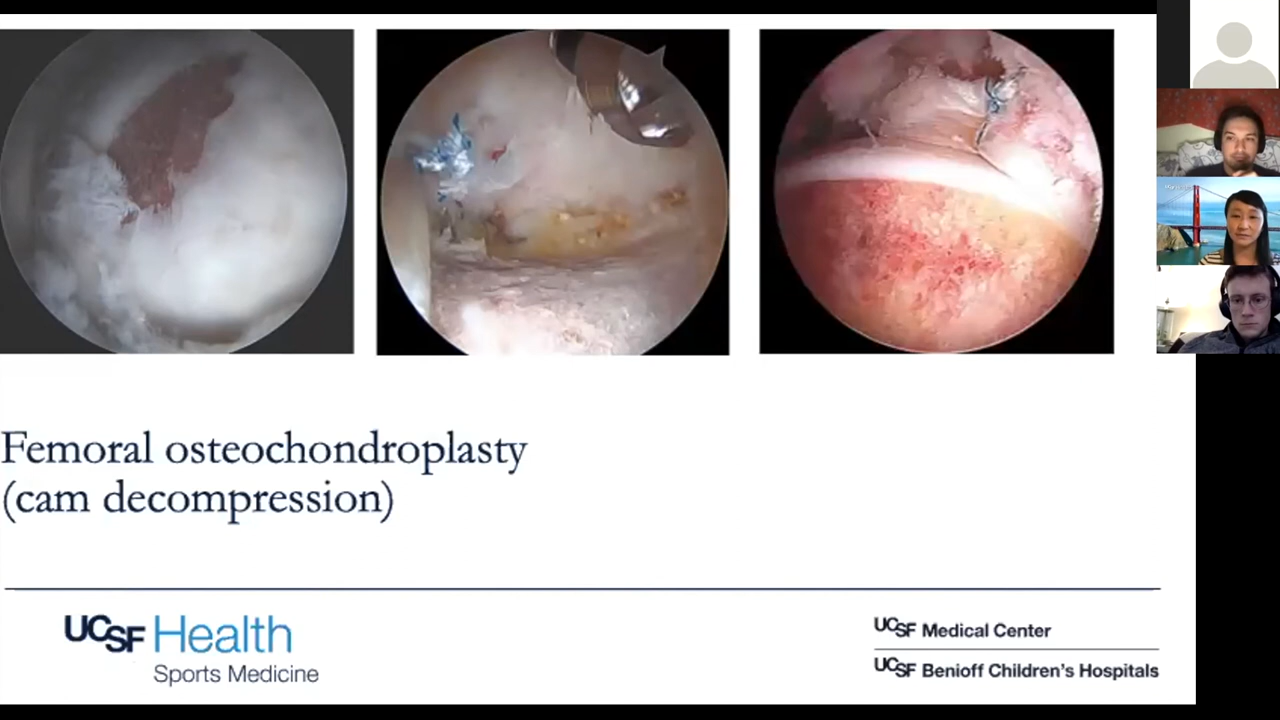 Femoral osteochondroplasty
(cam decompression)
UCSF Health
Sports Medicine
UCSF Medical Center
UCSF Benioff Children's Hospitals